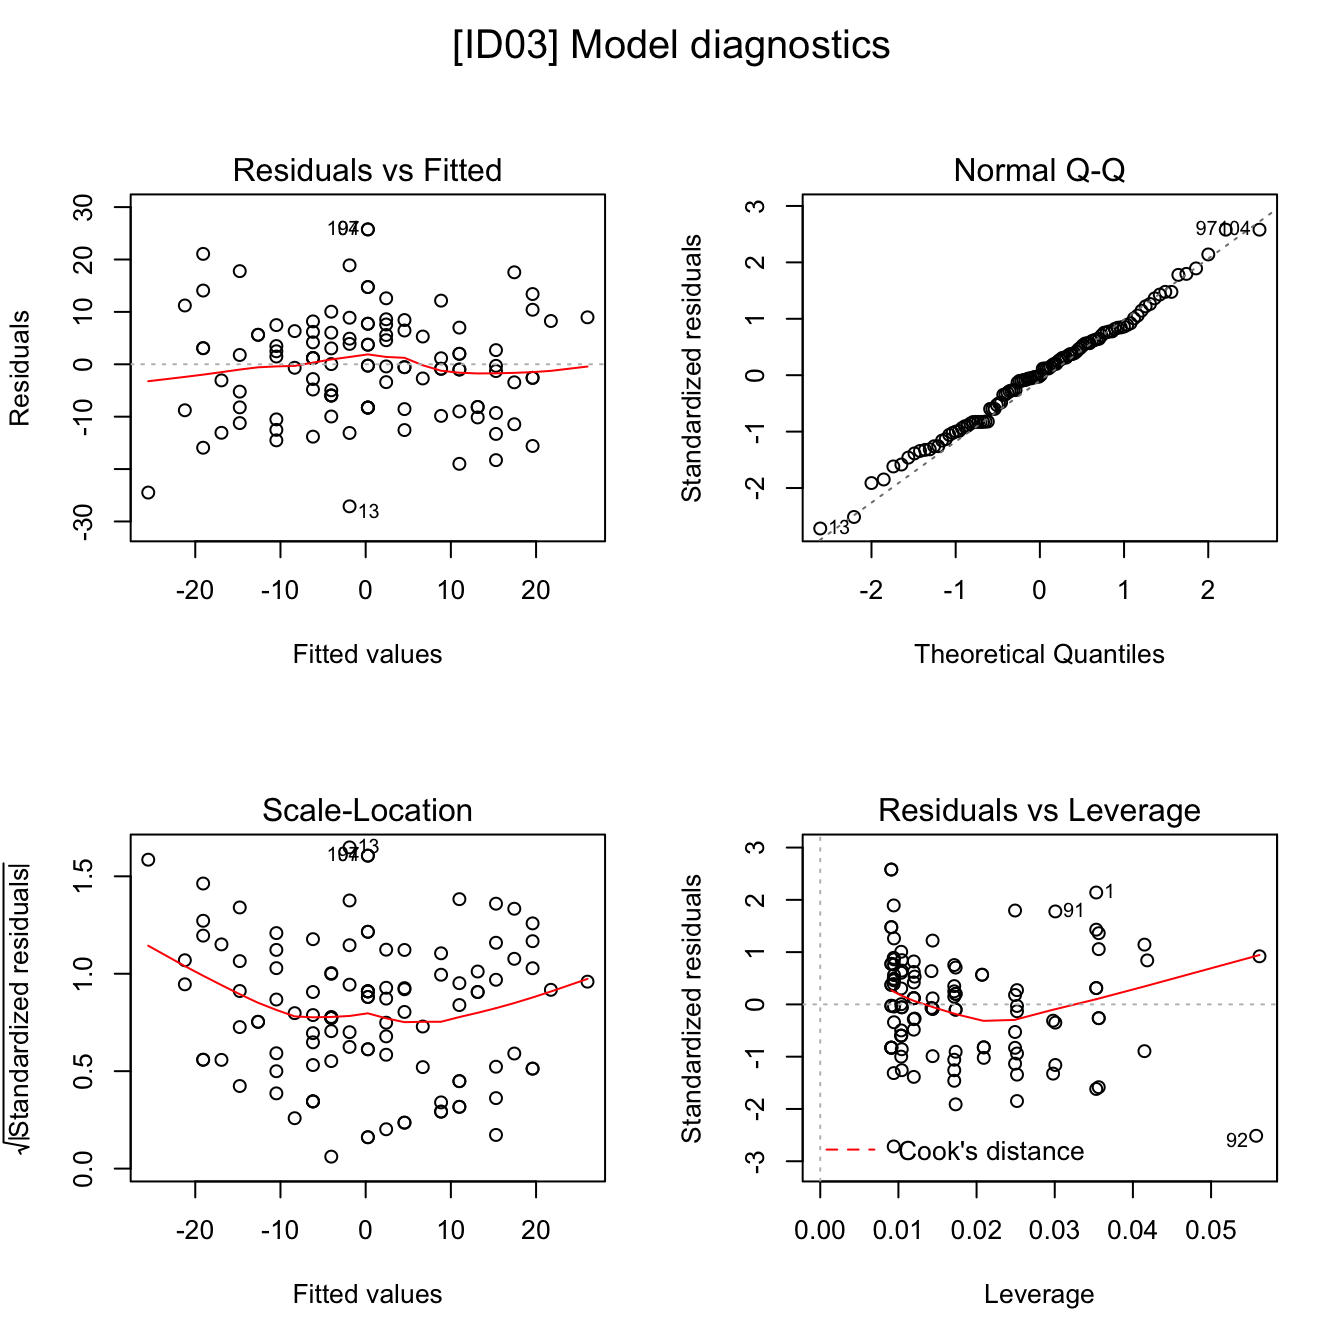 [ID03] Model diagnostics
Residuals vs Fitted
Residuals
30
20
10
0
-10
-30
13
-20 -10 0 10 20
Fitted values
Normal Q-Q
Standardized residuals
3
2
1
0
-1
-2
97 104
13
-2 -1 0 1 2
Theoretical Quantiles
Scale-Location
√|Standardized residuals|
1.5
1.0
0.5
0.0
13
-20 -10 0 10 20
Fitted values
Residuals vs Leverage
Standardized residuals
3
2
1
0
-1
-2
-3
1
91
92
Cook's distance
0.00 0.01 0.02 0.03 0.04 0.05
Leverage